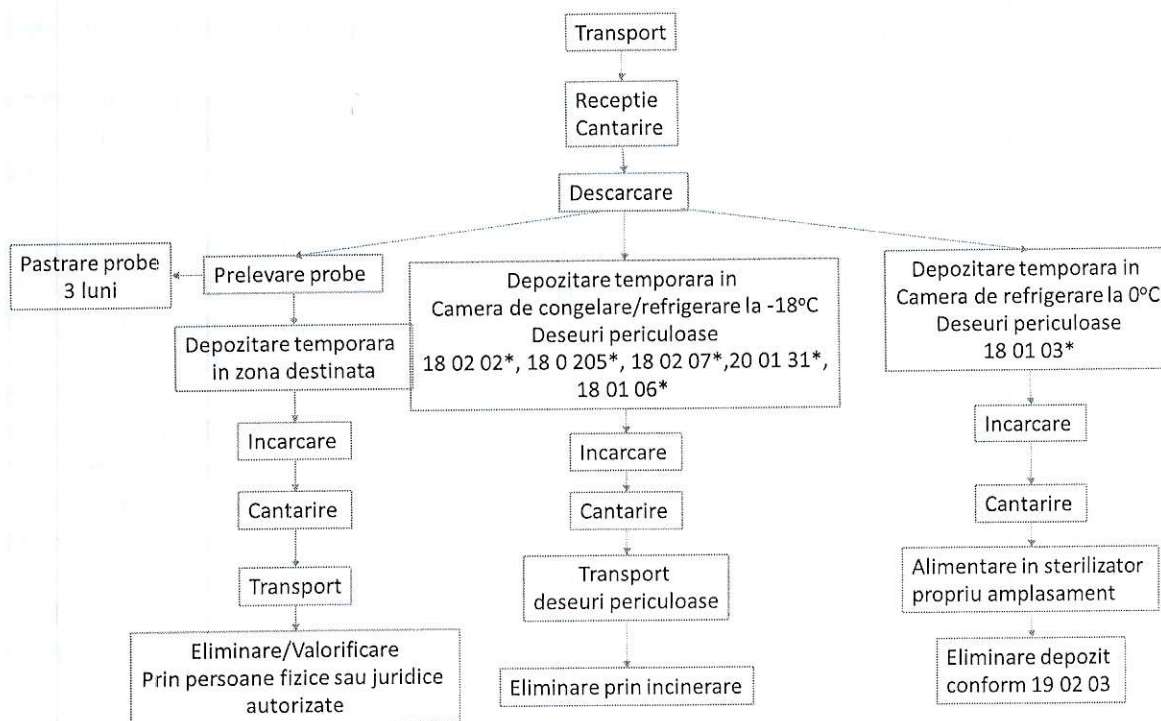 Transport
Receptie
Cantarire
Descarcare
Pastrare probe
3 luni
Prelevare probe
Depozitare temporara
in zona destinata
Incarcare
Cantarire
Transport
Eliminare/Valorificare
Prin persoane fizice sau juridice
autorizate
Depozitare temporara in
Camera de congelare/refrigerare la -18ºC
Deseuri periculoase
18 02 02*, 18 0 205*, 18 02 07*,20 01 31*,
18 01 06*
Incarcare
Cantarire
Transport
deseuri periculoase
Eliminare prin incinerare
Depozitare temporara in
Camera de refrigerare la 0ºC
Deseuri periculoase
18 01 03*
Incarcare
Cantarire
Alimentare in sterilizator
propriu amplasament
Eliminare depozit
conform 19 02 03